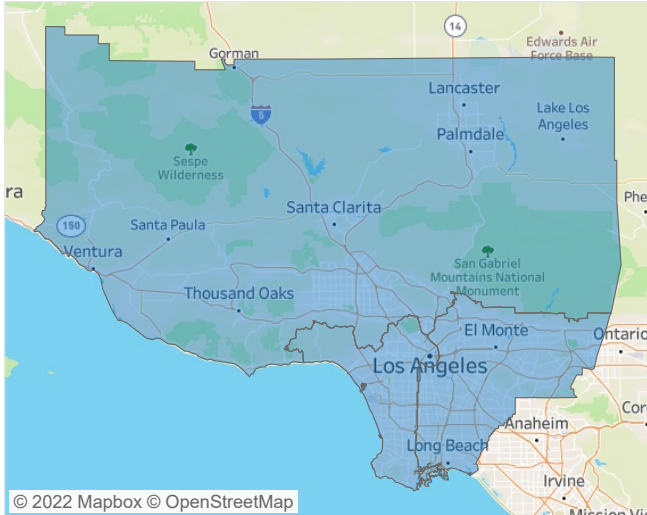 14
Gorman
Edwards Air
Force Base
Lancaster
Lake Los
Angeles
Palmdale
5
Sespe
Wilderness
ra
Phe
Santa Clarita
150
Santa Paula
Ventura
San Gabriel
Mountains National
Monument
Thousand Oaks
El Monte
Ontario
Los Angeles
Cor
Anaheim
Long Beach
Irvine
© 2022 Mapbox © OpenStreetMap
Mission Vi